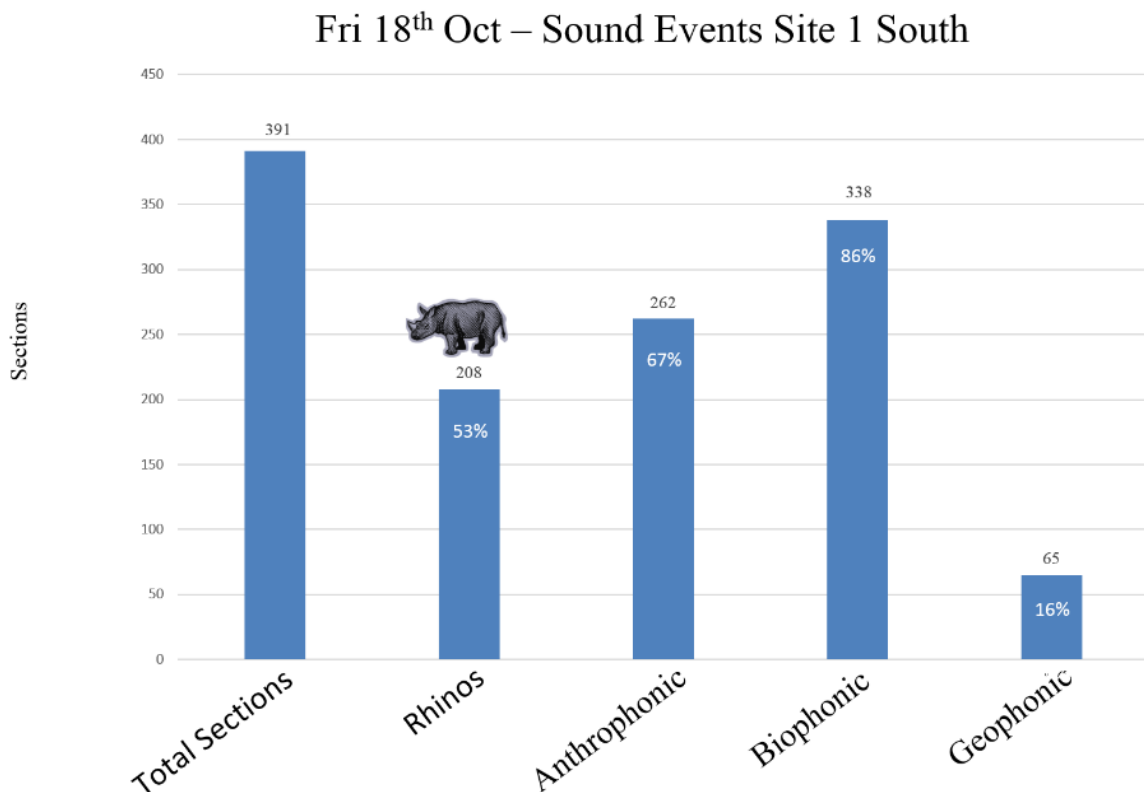 Fri 18th Oct – Sound Events Site 1 South
Sections
450
400
350
300
250
200
150
100
50
0
391
208
53%
262
67%
338
86%
65
16%
Total Sections
Rhinos
Anthrophonic
Biophonic
Geophonic